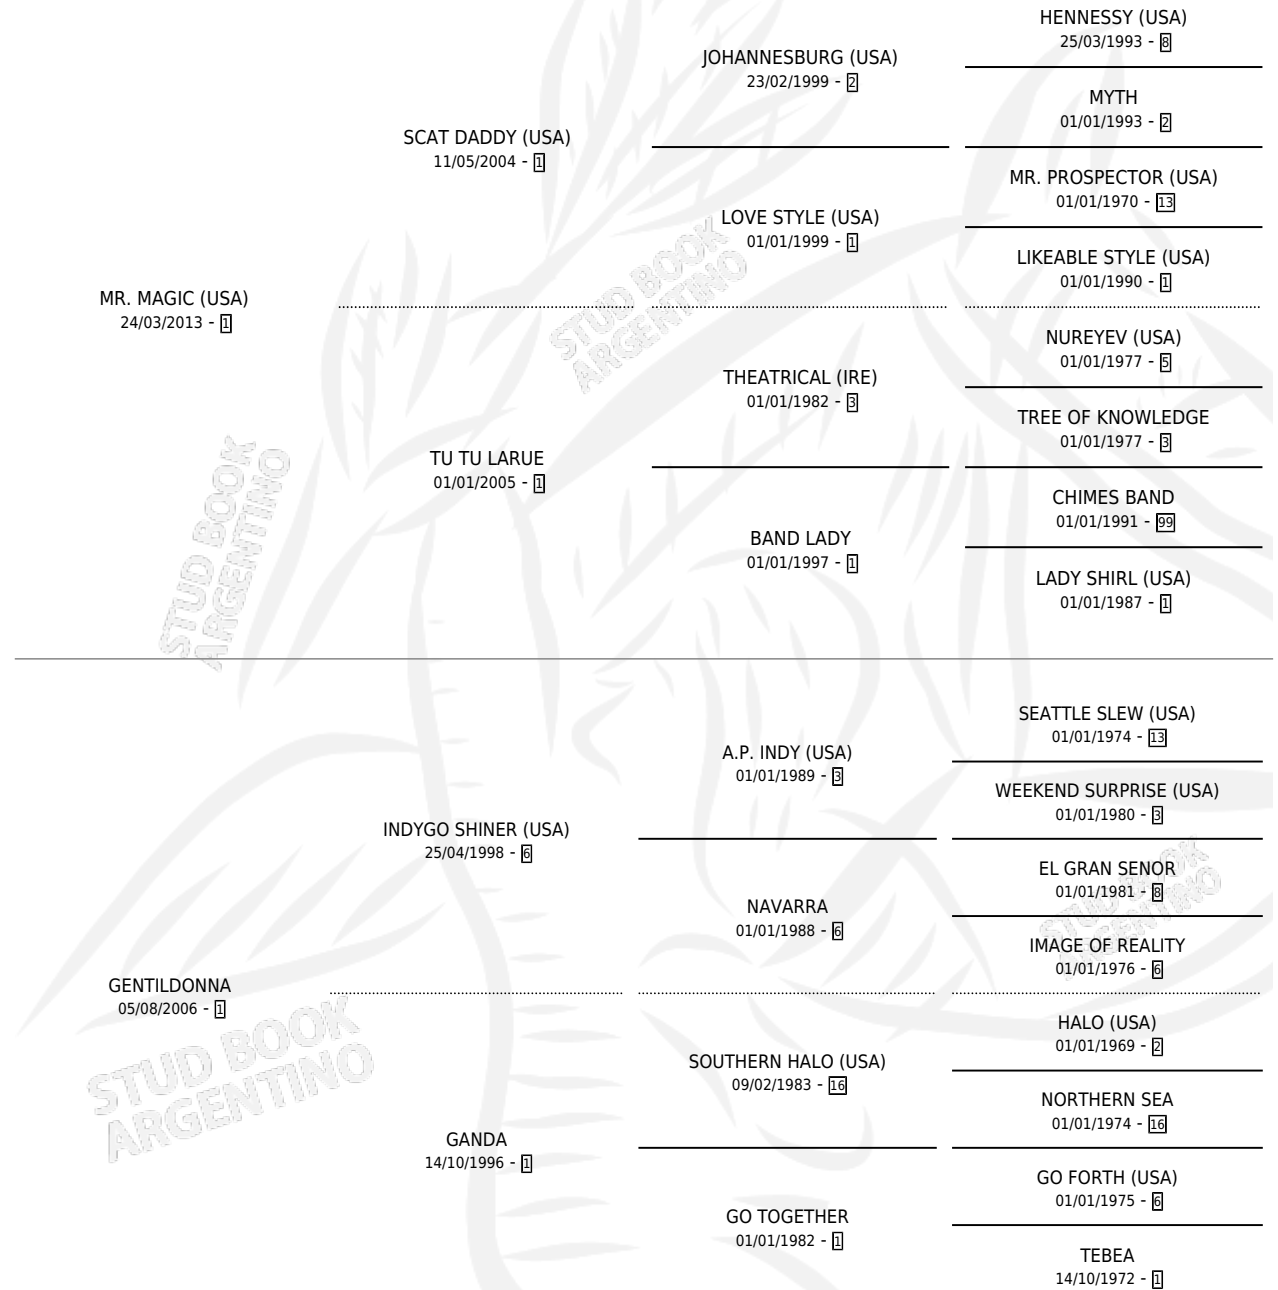 HENNESSY (USA)
25/03/1993 - 8
JOHANNESBURG (USA)
23/02/1999 - 2
MYTH
01/01/1993 - 2
SCAT DADDY (USA)
11/05/2004 - 1
MR. PROSPECTOR (USA)
01/01/1970 - 13
LOVE STYLE (USA)
01/01/1999 - 1
LIKEABLE STYLE (USA)
01/01/1990 - 1
STUD BOOK
ARGENTINO
MR. MAGIC (USA)
24/03/2013 - 1
NUREYEV (USA)
01/01/1977 - 5
THEATRICAL (IRE)
01/01/1982 - 3
TREE OF KNOWLEDGE
01/01/1977 - 3
TU TU LARUE
01/01/2005 - 1
CHIMES BAND
01/01/1991 - 99
BAND LADY
01/01/1997 - 1
LADY SHIRL (USA)
01/01/1987 - 1
STUD BOOK
ARGENTINO
SEATTLE SLEW (USA)
01/01/1974 - 13
A.P. INDY (USA)
01/01/1989 - 3
WEEKEND SURPRISE (USA)
01/01/1980 - 3
INDYGO SHINER (USA)
25/04/1998 - 6
EL GRAN SENOR
01/01/1981 - 8
NAVARRA
01/01/1988 - 6
IMAGE OF REALITY
01/01/1976 - 6
STUD BOOK
ARGENTINO
GENTILDONNA
05/08/2006 - 1
HALO (USA)
01/01/1969 - 2
SOUTHERN HALO (USA)
09/02/1983 - 16
NORTHERN SEA
01/01/1974 - 16
STUD BOOK
ARGENTINO
GANDA
14/10/1996 - 1
GO FORTH (USA)
01/01/1975 - 6
GO TOGETHER
01/01/1982 - 1
TEBEA
14/10/1972 - 1